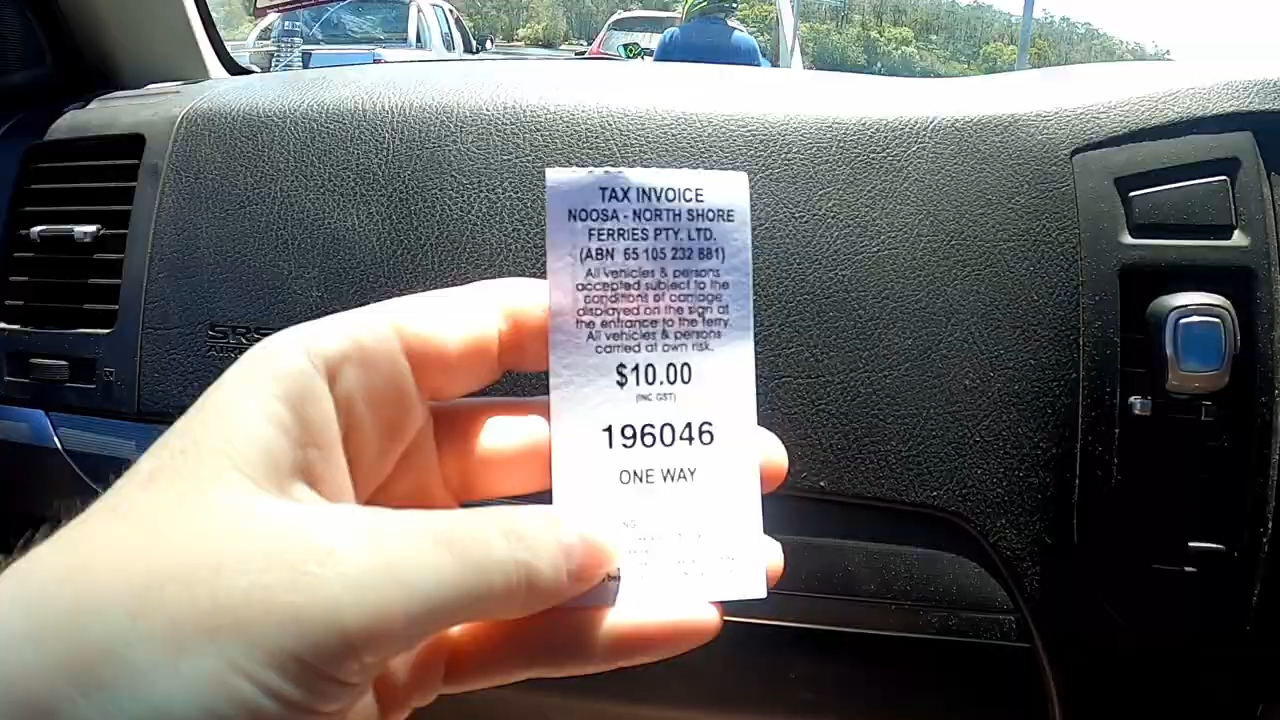 TAX INVOICE
NOOSA - NORTH SHORE
FERRIES PTY. LTD.
(ABN 65 105 232 881)
All vehicles & persons
accepted subject to the
conditions of carriage
displayed on the sign at
the entrance to the ferry.
All vehicles & persons
carried at own risk.
$10.00
(INC GST)
196046
ONE WAY
SRS
AIRBAG